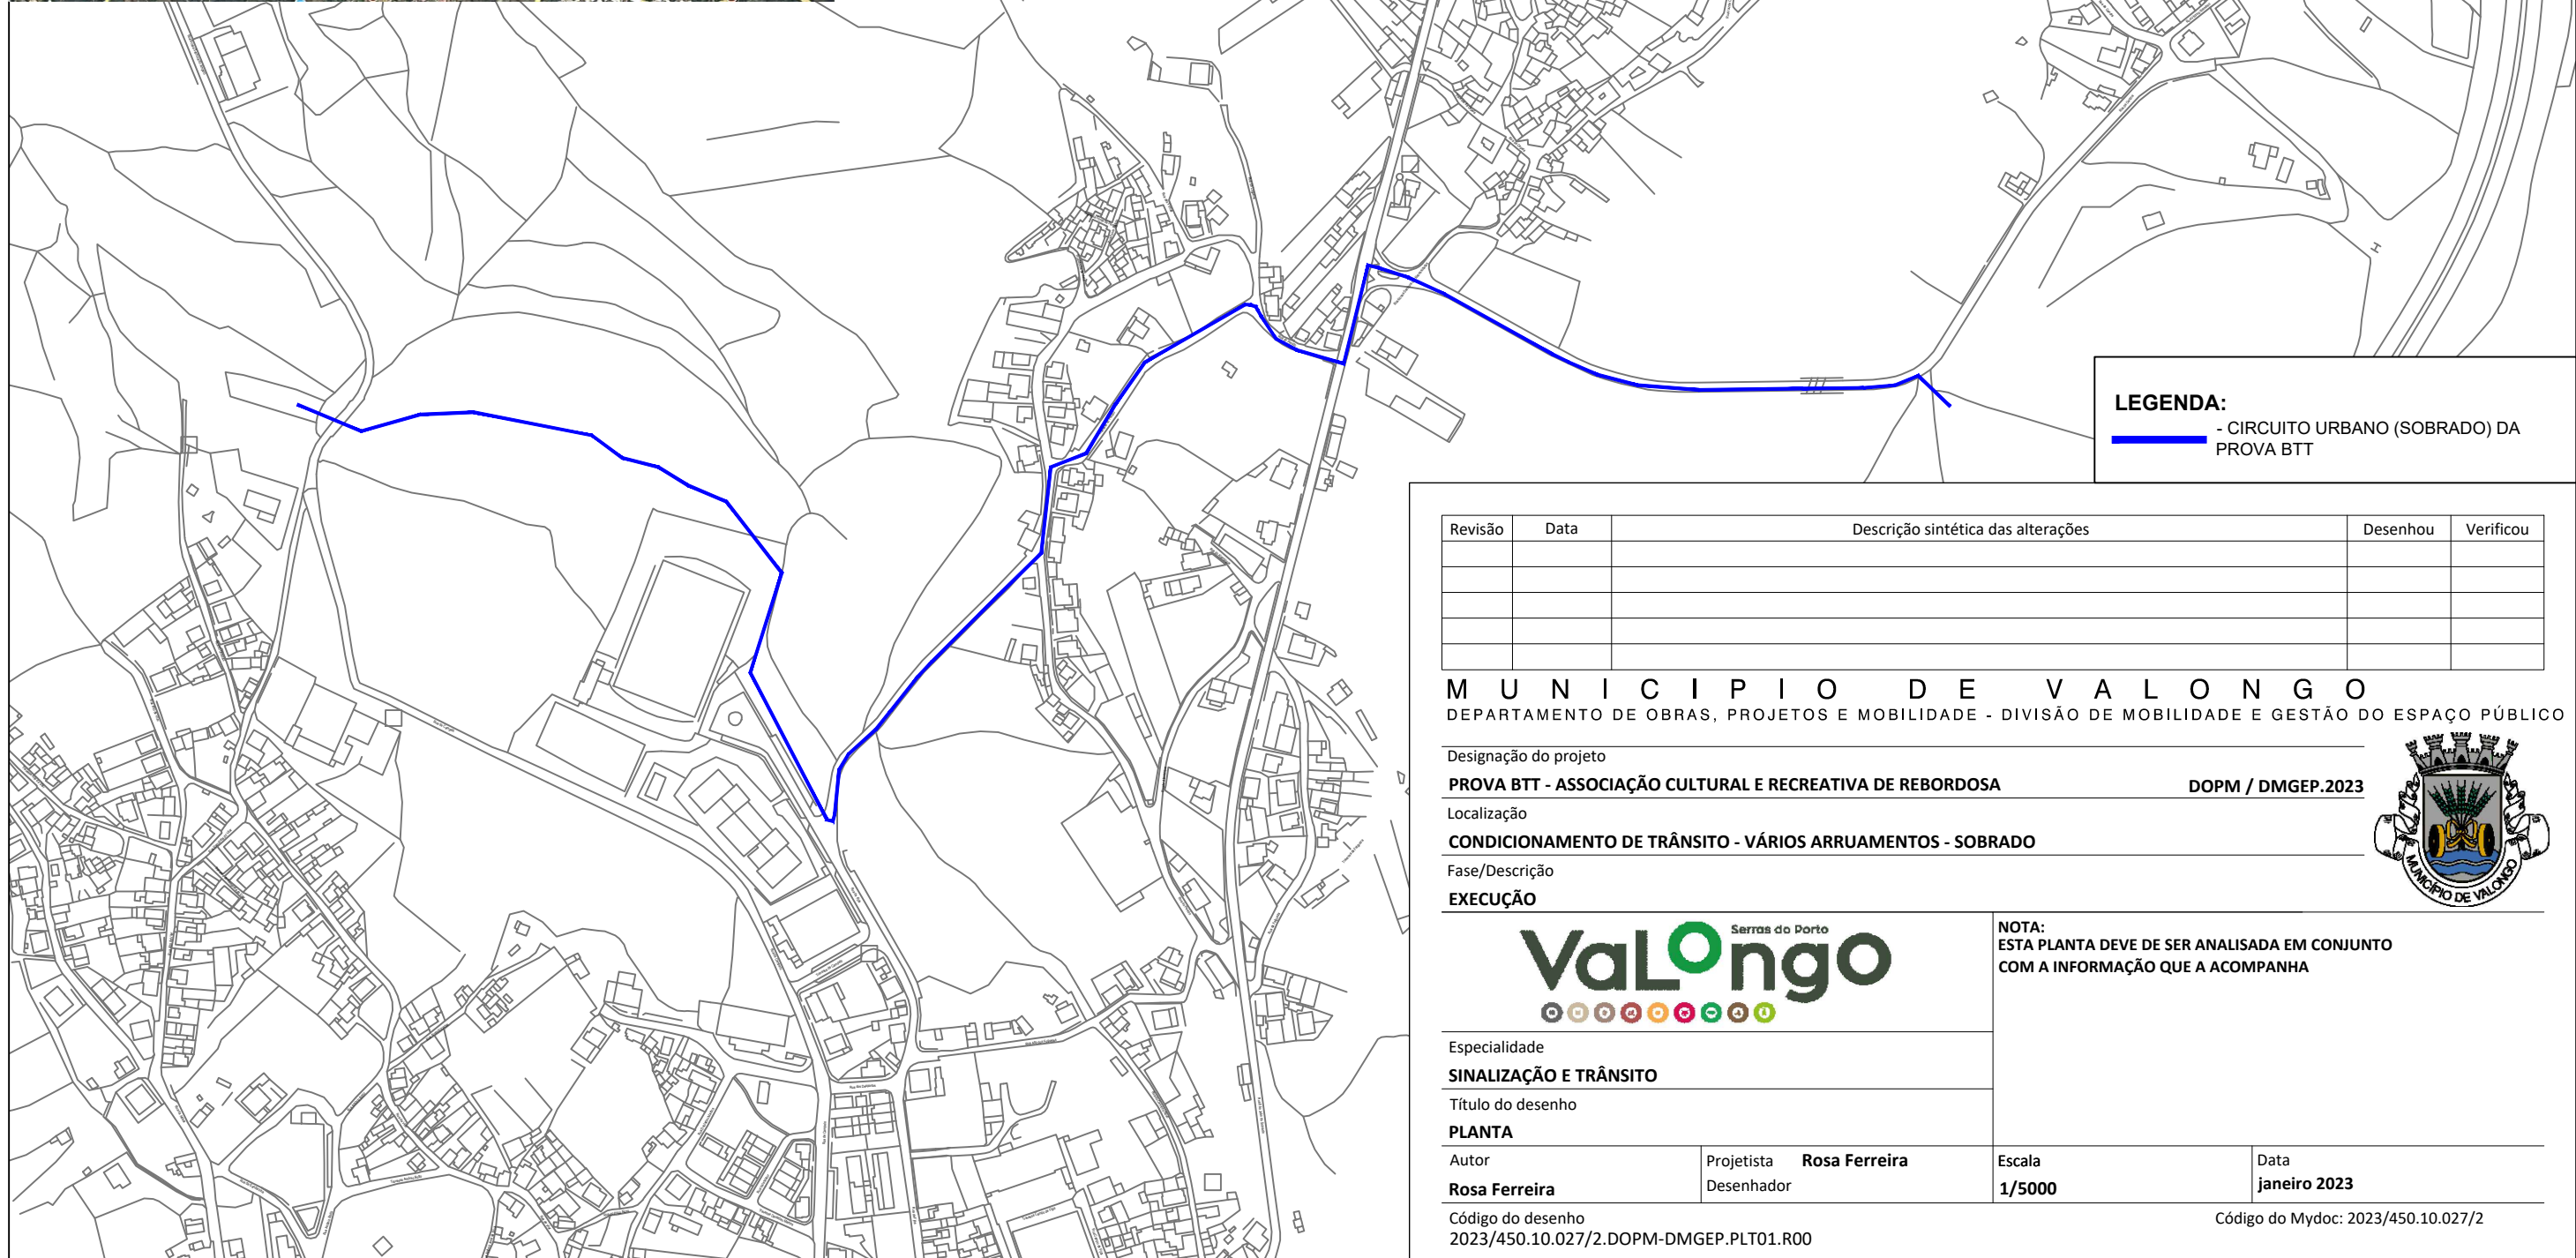 LEGENDA:
- CIRCUITO URBANO (SOBRADO) DA
PROVA BTT
Revisão Data Descrição sintética das alterações Desenhou Verificou
MUNICIPIO DE VALONGO
DEPARTAMENTO DE OBRAS, PROJETOS E MOBILIDADE - DIVISÃO DE MOBILIDADE E GESTÃO DO ESPAÇO PÚBLICO
Designação do projeto
PROVA BTT - ASSOCIAÇÃO CULTURAL E RECREATIVA DE REBORDOSA DOPM / DMGEP.2023
Localização
CONDICIONAMENTO DE TRÂNSITO - VÁRIOS ARRUAMENTOS - SOBRADO
Fase/Descrição
EXECUÇÃO
MUNICÍPIO DE VALONGO
Serras do Porto
VaLongo
NOTA:
ESTA PLANTA DEVE DE SER ANALISADA EM CONJUNTO
COM A INFORMAÇÃO QUE A ACOMPANHA
Especialidade
SINALIZAÇÃO E TRÂNSITO
Título do desenho
PLANTA
Autor
Rosa Ferreira
Projetista Rosa Ferreira
Desenhador
Escala
1/5000
Data
janeiro 2023
Código do desenho
2023/450.10.027/2.DOPM-DMGEP.PLT01.R00
Código do Mydoc: 2023/450.10.027/2